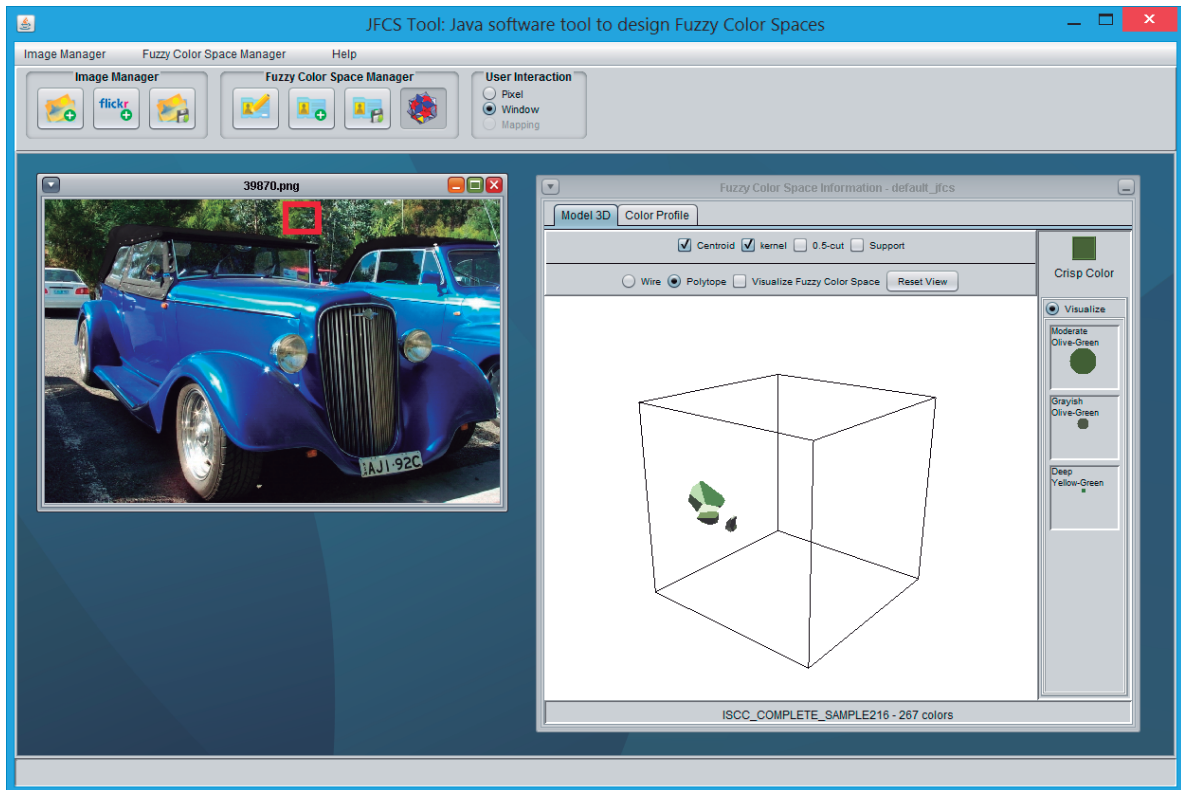 JFCS Tool: Java software tool to design Fuzzy Color Spaces
Image Manager Fuzzy Color Space Manager Help
Image Manager
flickr
Fuzzy Color Space Manager
User Interaction
Pixel
Window
Mapping
39870.png
AJI·92C
Fuzzy Color Space Information - default_jfcs
Model 3D Color Profile
Centroid kernel 0.5-cut Support
Wire Polytope Visualize Fuzzy Color Space Reset View
Crisp Color
Visualize
Moderate
Olive-Green
Grayish
Olive-Green
Deep
Yellow-Green
ISCC_COMPLETE_SAMPLE216 - 267 colors